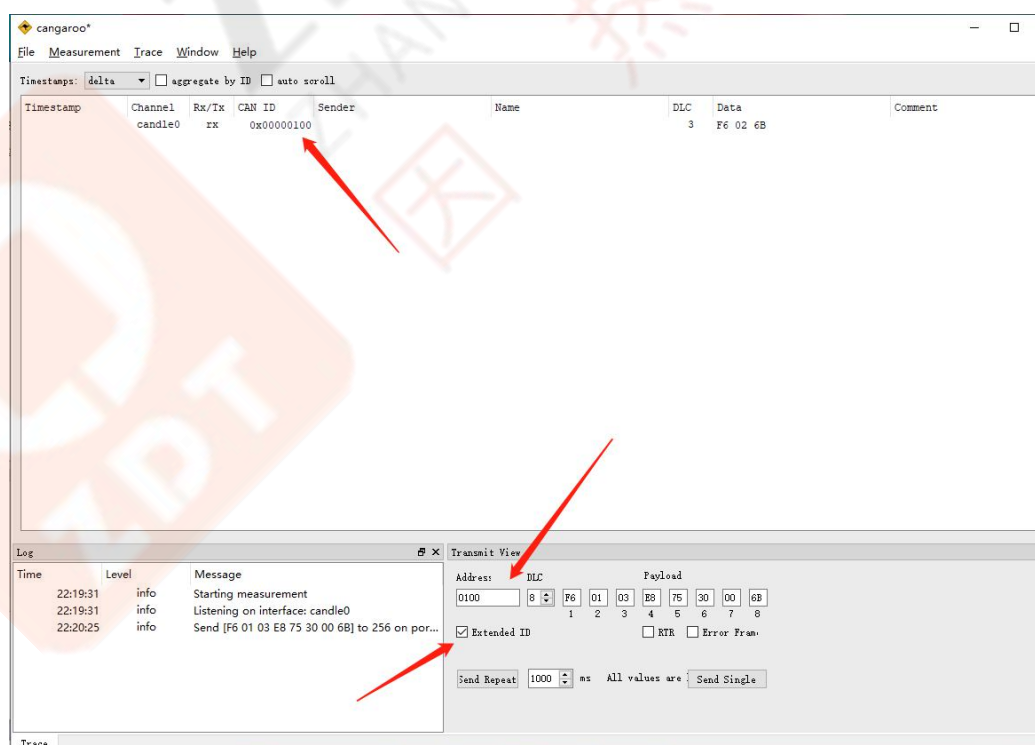 cangaroo*
File Measurement Trace Window Help
Timestamps: delta aggregate by ID auto scroll
Timestamp Channel Rx/Tx CAN ID Sender Name DLC Data Comment
candle0 rx 0x00000100 3 F6 02 6B
Log
Time Level Message
22:19:31 info Starting measurement
22:19:31 info Listening on interface: candle0
22:20:25 info Send [F6 01 03 E8 75 30 00 6B] to 256 on por...
Transmit View
Address DLC Payload
0100 8 F6 01 03 E8 75 30 00 6B
1 2 3 4 5 6 7 8
Extended ID RTR Error Fram
Send Repeat 1000 ms All values are Send Single
Trace
ZDT
ZHAN
因